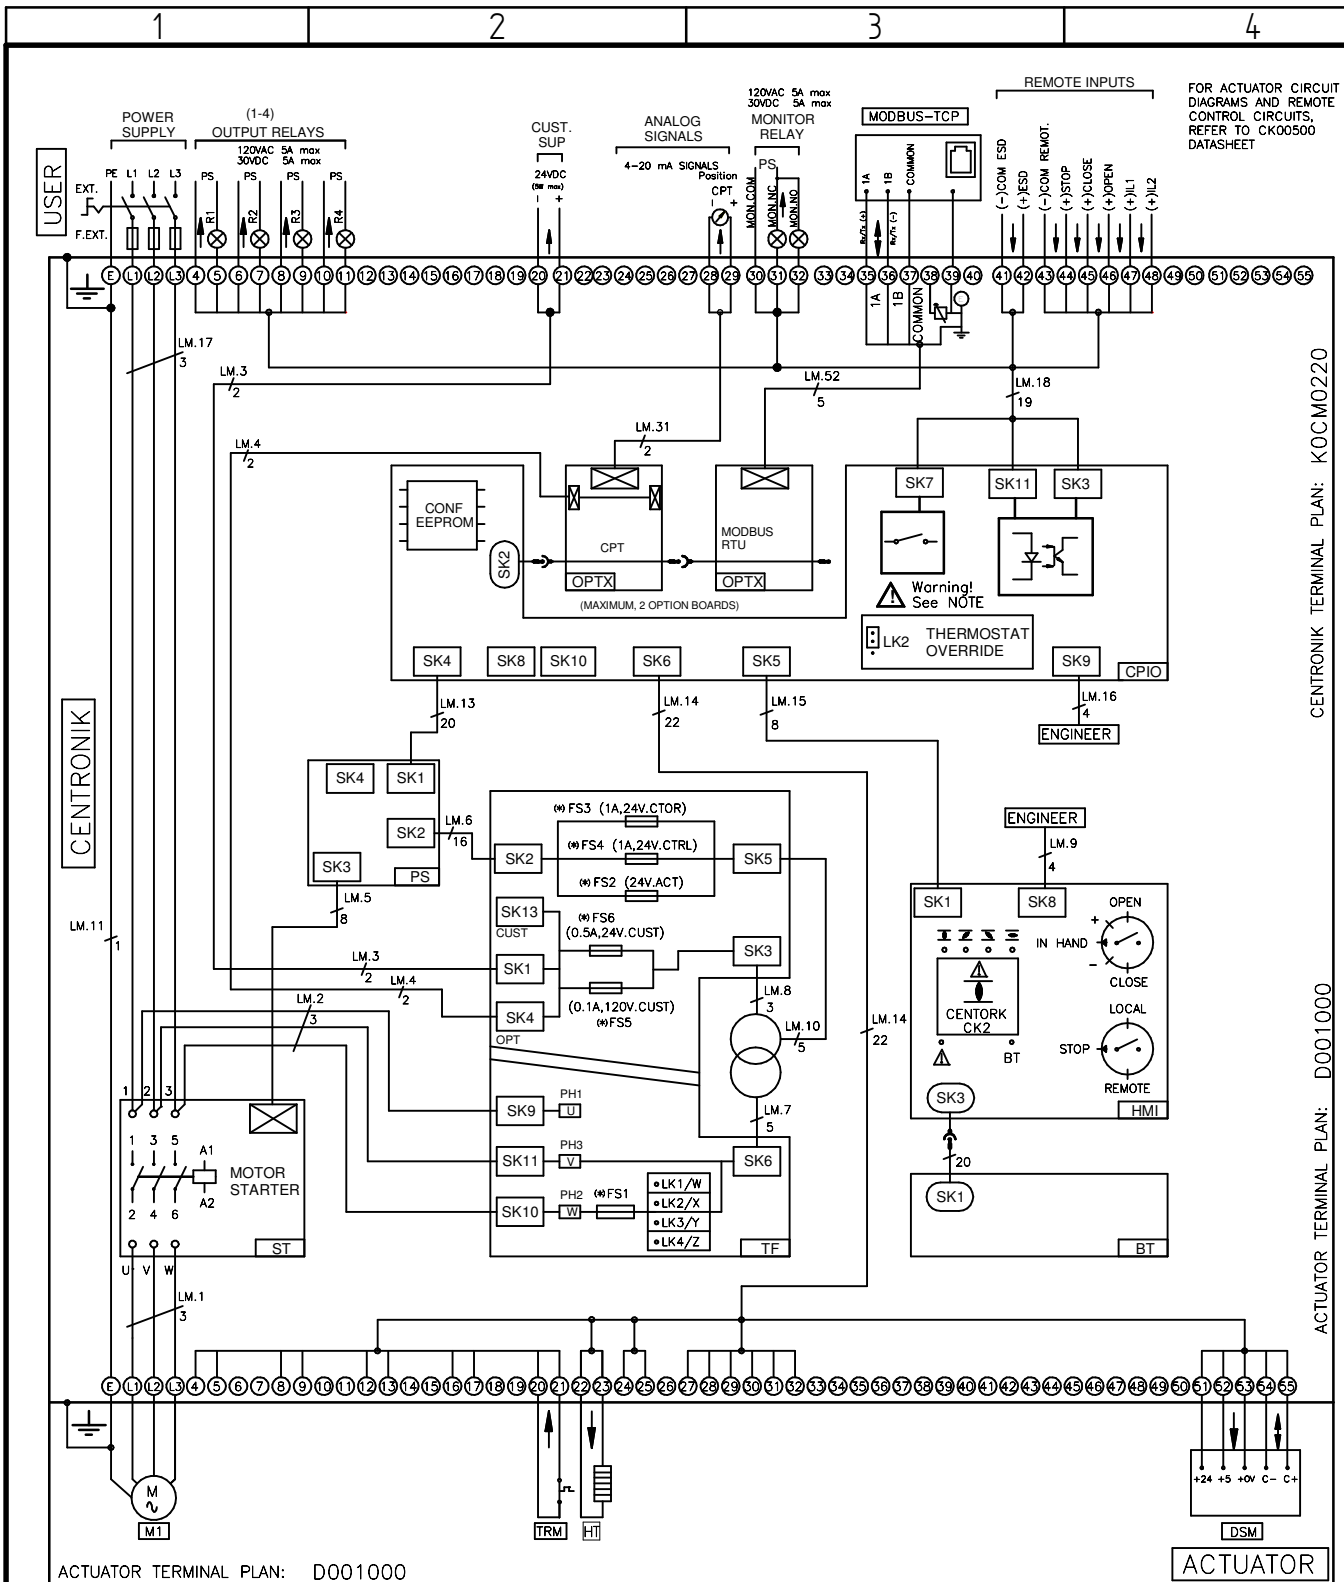 1 2 3 4
POWER SUPPLY
(1-4)
OUTPUT RELAYS
120VAC 5A max
30VDC 5A max
CUST. SUP
24VDC
(5W max)
- +
ANALOG SIGNALS
4-20 mA SIGNALS
Position
CPT
- +
120VAC 5A max
30VDC 5A max
MONITOR RELAY
PS
MON.COM
MON.NC
MON.NO
MODBUS-TCP
1A
1B
COMMON
Rx/Tx (+)
Rx/Tx (-)
REMOTE INPUTS
(-)COM ESD
(+)ESD
(-)COM REMOT.
(+)STOP
(+)CLOSE
(+)OPEN
(+)IL1
(+)IL2
FOR ACTUATOR CIRCUIT
DIAGRAMS AND REMOTE
CONTROL CIRCUITS,
REFER TO CK00500
DATASHEET
USER
EXT.
F.EXT.
PE L1 L2 L3
PS PS PS PS
R1 R2 R3 R4
E L1 L2 L3 4 5 6 7 8 9 10 11 12 13 14 15 16 17 18 19 20 21 22 23 24 25 26 27 28 29 30 31 32 33 34 35 36 37 38 39 40 41 42 43 44 45 46 47 48 49 50 51 52 53 54 55
1A
1B
COMMON
LM.17
3
LM.3
2
LM.52
5
LM.18
19
LM.4
2
LM.31
2
CONF EEPROM
SK2
CPT
OPTX
MODBUS RTU
OPTX
(MAXIMUM, 2 OPTION BOARDS)
SK7
SK11
SK3
Warning!
See NOTE
LK2
THERMOSTAT OVERRIDE
SK4
SK8
SK10
SK6
SK5
SK9
CPIO
CENTRONIK TERMINAL PLAN: K0CM0220
LM.13
20
LM.14
22
LM.15
8
LM.16
4
ENGINEER
CENTRONIK
SK4
SK1
SK2
SK3
PS
LM.6
16
LM.5
8
LM.11
1
LM.3
2
LM.4
2
LM.2
3
(*)FS3 (1A,24V.CTOR)
(*)FS4 (1A,24V.CTRL)
(*)FS2 (24V.ACT)
SK2
SK5
SK13
CUST
(*)FS6
(0.5A,24V.CUST)
SK1
SK3
SK4
OPT
(0.1A,120V.CUST)
(*)FS5
LM.8
3
LM.10
5
LM.7
5
SK9
PH1
U
SK11
PH3
V
SK6
SK10
PH2
W
(*)FS1
LK1/W
LK2/X
LK3/Y
LK4/Z
TF
LM.14
22
ENGINEER
LM.9
4
SK1
SK8
OPEN
+
IN HAND
-
CLOSE
CENTORK CK2
BT
LOCAL
STOP
REMOTE
SK3
HMI
20
SK1
BT
ACTUATOR TERMINAL PLAN: D001000
1 2 3
1 3 5
A1
A2
2 4 6
MOTOR STARTER
ST
U V W
LM.1
3
E L1 L2 L3 4 5 6 7 8 9 10 11 12 13 14 15 16 17 18 19 20 21 22 23 24 25 26 27 28 29 30 31 32 33 34 35 36 37 38 39 40 41 42 43 44 45 46 47 48 49 50 51 52 53 54 55
M
M1
TRM
HT
+24 +5 +0V C- C+
DSM
ACTUATOR
ACTUATOR TERMINAL PLAN: D001000